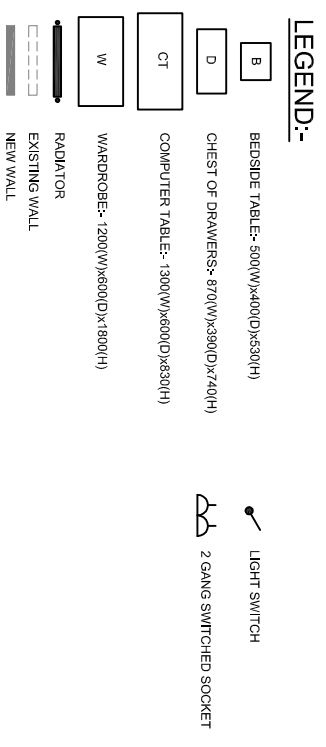 LEGEND:-
B
BEDSIDE TABLE:- 500(W)x400(D)x530(H)
D
CHEST OF DRAWERS:- 870(W)x390(D)x740(H)
CT
COMPUTER TABLE:- 1300(W)x600(D)x830(H)
W
WARDROBE:- 1200(W)x600(D)x1800(H)
RADIATOR
EXISTING WALL
NEW WALL
LIGHT SWITCH
2 GANG SWITCHED SOCKET